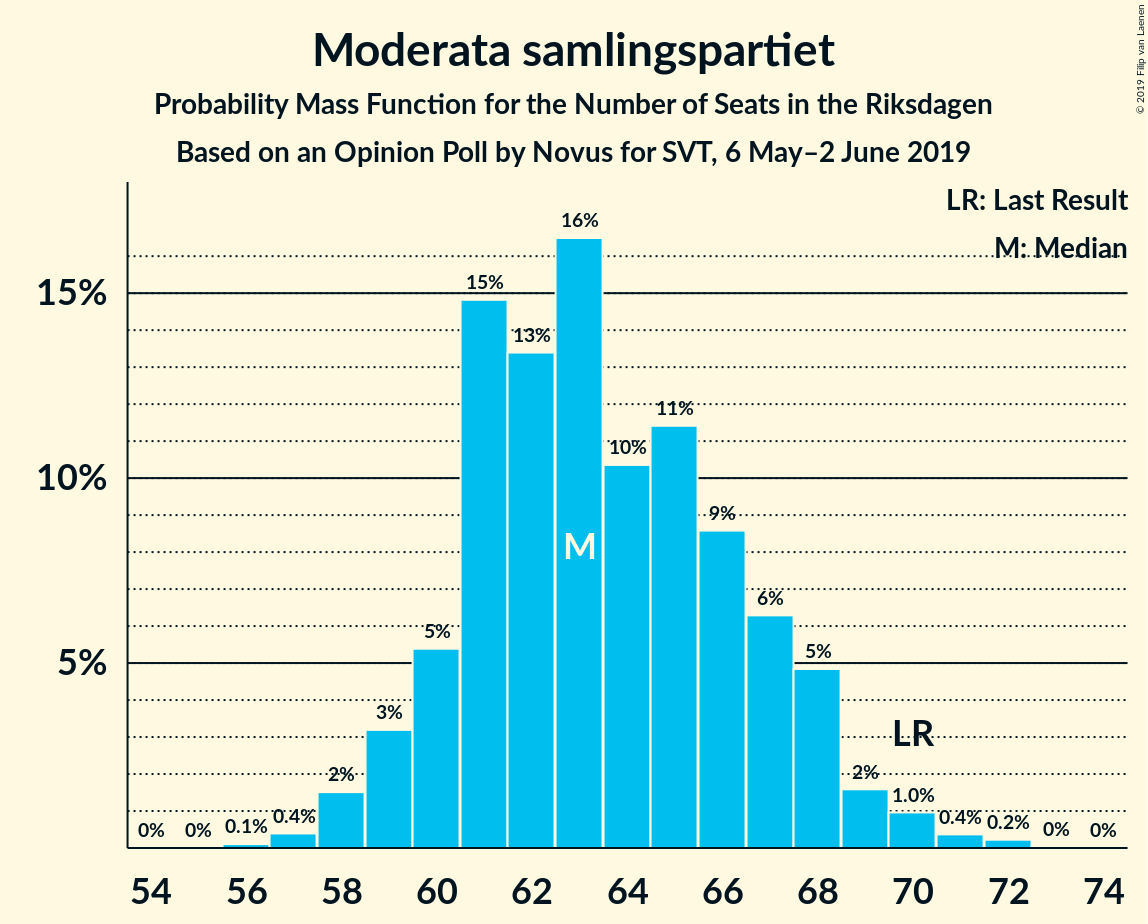 Moderata samlingspartiet
Probability Mass Function for the Number of Seats in the Riksdagen
Based on an Opinion Poll by Novus for SVT, 6 May–2 June 2019
© 2019 Filip van Laenen
LR: Last Result
M: Median
15%
10%
5%
0%
0%
0.1%
0.4%
2%
3%
5%
15%
13%
16%
10%
11%
9%
6%
5%
2%
1.0%
0.4%
0.2%
0%
0%
M
LR
54 56 58 60 62 64 66 68 70 72 74